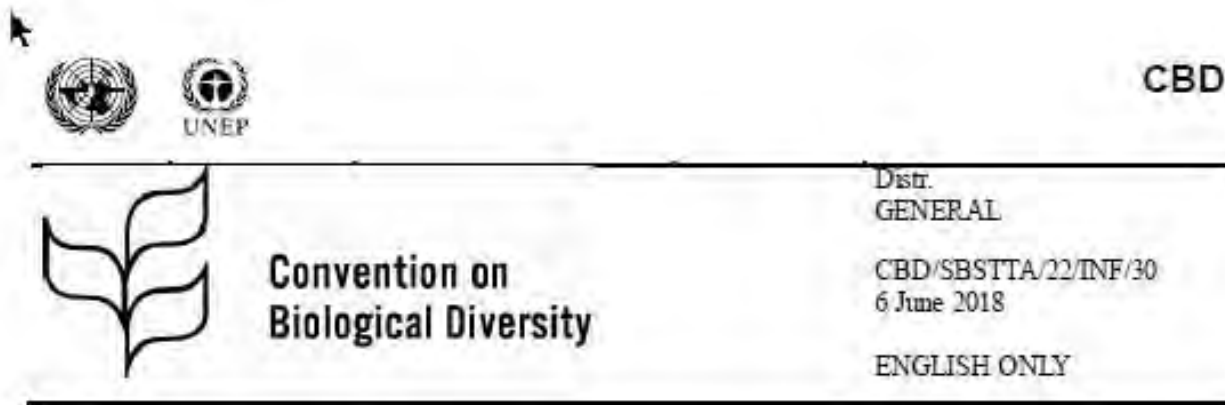 CBD
UNEP
Distr.
GENERAL
Convention on
Biological Diversity
CBD/SBSTTA/22/INF/30
6 June 2018
ENGLISH ONLY